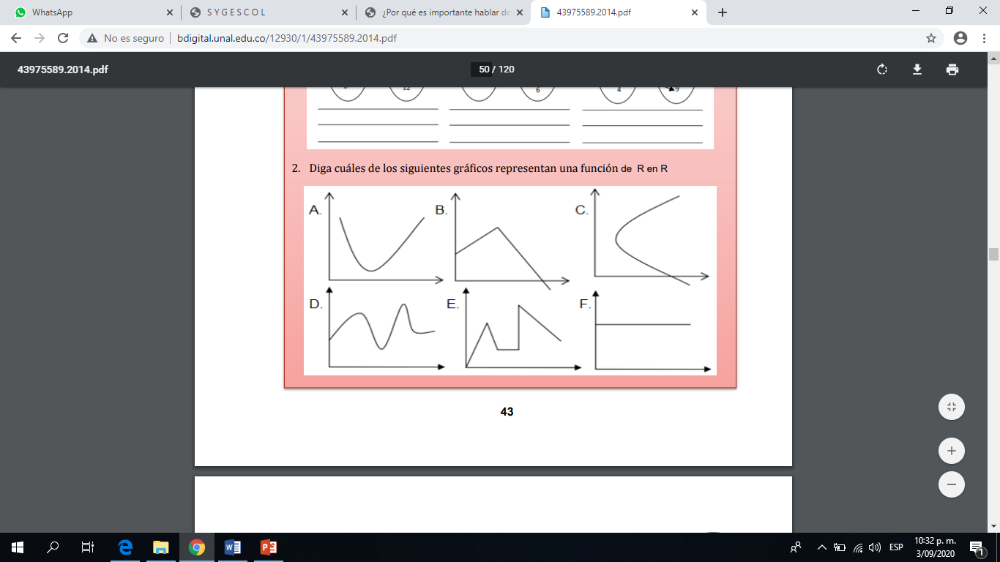 WhatsApp
S Y G E S C O L
¿Por qué es importante hablar de
43975589.2014.pdf
No es seguro
bdigital.unal.edu.co/12930/1/43975589.2014.pdf
43975589.2014.pdf
50 / 120
12
6
4
9
2. Diga cuáles de los siguientes gráficos representan una función de R en R
A.
B.
C.
D.
E.
F.
43
ESP
10:32 p. m.
3/09/2020
1